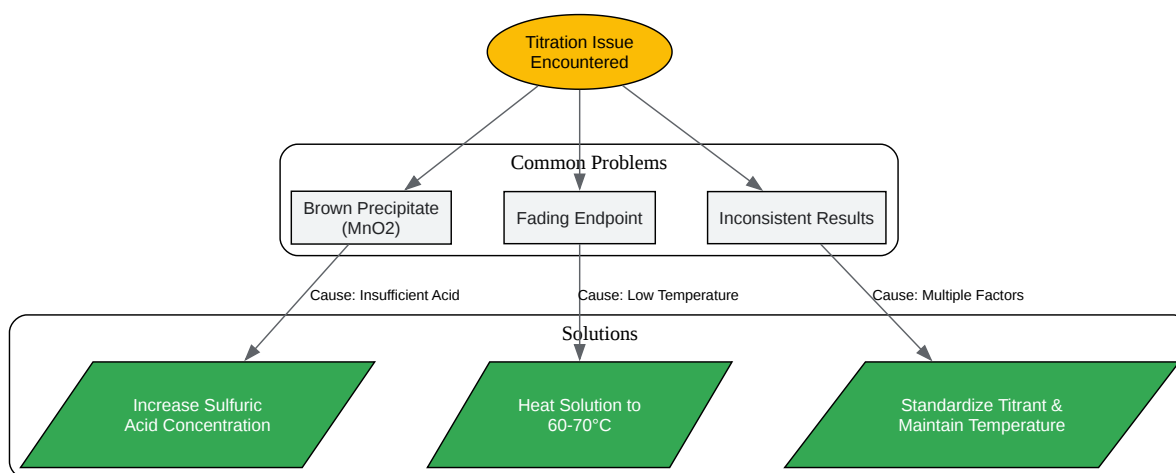 Titration Issue
Encountered
Common Problems
Brown Precipitate
(MnO2)
Fading Endpoint
Inconsistent Results
Cause: Insufficient Acid
Cause: Low Temperature
Cause: Multiple Factors
Solutions
Increase Sulfuric
Acid Concentration
Heat Solution to
60-70°C
Standardize Titrant &
Maintain Temperature